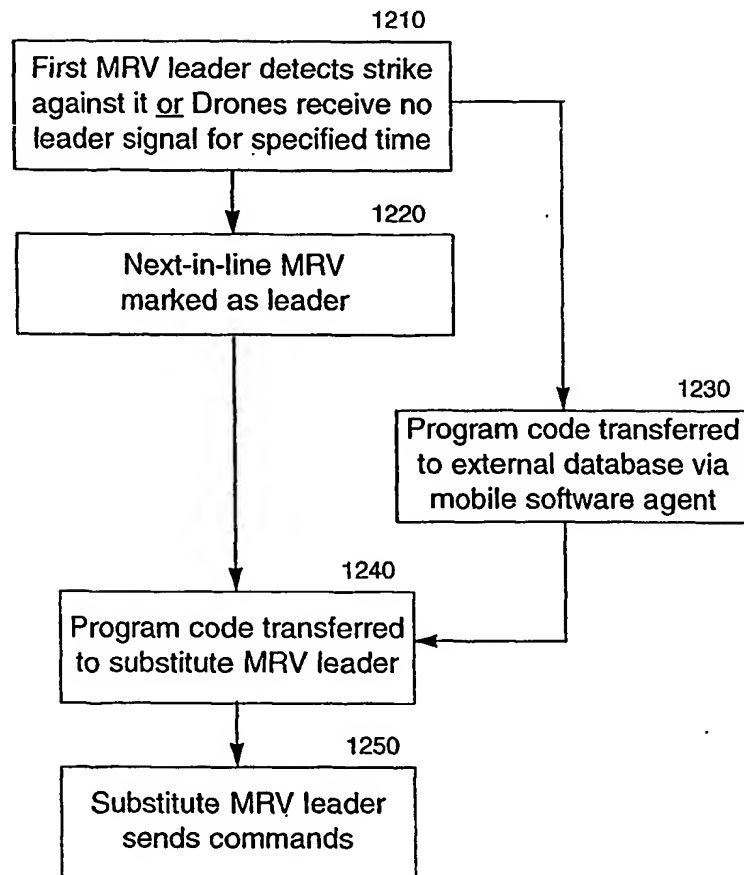 1210
First MRV leader detects strike
against it or Drones receive no
leader signal for specified time
1220
Next-in-line MRV
marked as leader
1230
Program code transferred
to external database via
mobile software agent
1240
Program code transferred
to substitute MRV leader
1250
Substitute MRV leader
sends commands